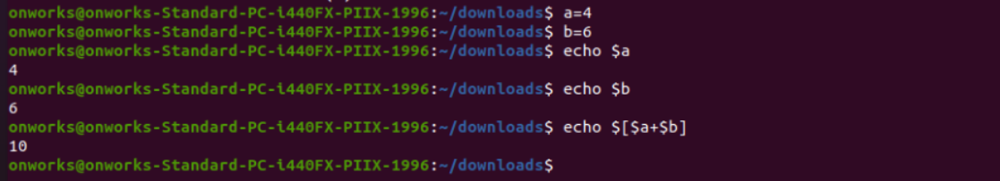 onworks@onworks-Standard-PC-i440FX-PIIX-1996:~/downloads$ a=4
onworks@onworks-Standard-PC-i440FX-PIIX-1996:~/downloads$ b=6
onworks@onworks-Standard-PC-i440FX-PIIX-1996:~/downloads$ echo $a
4
onworks@onworks-Standard-PC-i440FX-PIIX-1996:~/downloads$ echo $b
6
onworks@onworks-Standard-PC-i440FX-PIIX-1996:~/downloads$ echo $[$a+$b]
10
onworks@onworks-Standard-PC-i440FX-PIIX-1996:~/downloads$